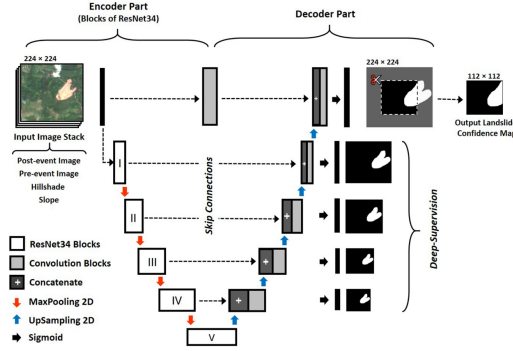 Encoder Part
(Blocks of ResNet34)
Decoder Part
224 × 224
224 × 224
112 × 112
Input Image Stack
Output Landslid
Confidence Map
Post-event Image
Pre-event Image
Hillshade
Slope
I
II
III
IV
V
Skip Connections
Deep-Supervision
ResNet34 Blocks
Convolution Blocks
+ Concatenate
MaxPooling 2D
UpSampling 2D
Sigmoid